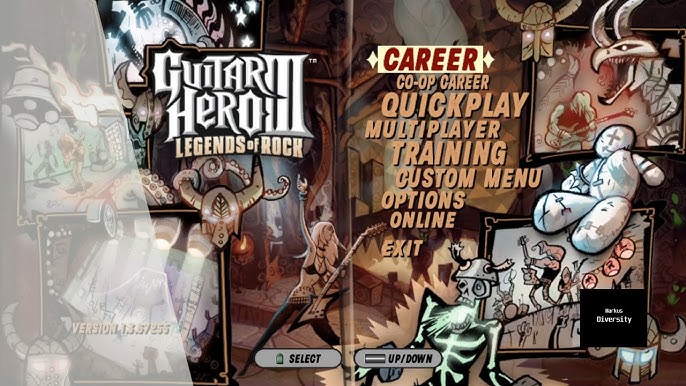 GUITAR
HERO III
™
LEGENDS OF ROCK
CAREER
CO-OP CAREER
QUICKPLAY
MULTIPLAYER
TRAINING
CUSTOM MENU
OPTIONS
ONLINE
EXIT
Markus
Diversity
SELECT
UP/DOWN